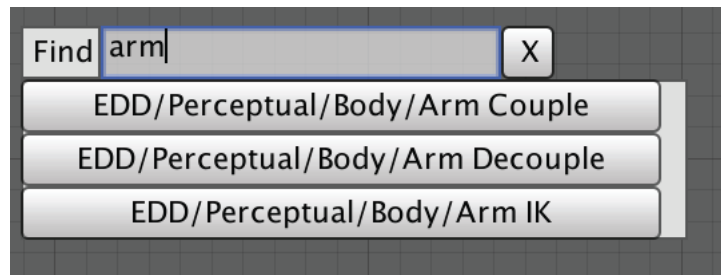 Find arm X
EDD/Perceptual/Body/Arm Couple
EDD/Perceptual/Body/Arm Decouple
EDD/Perceptual/Body/Arm IK